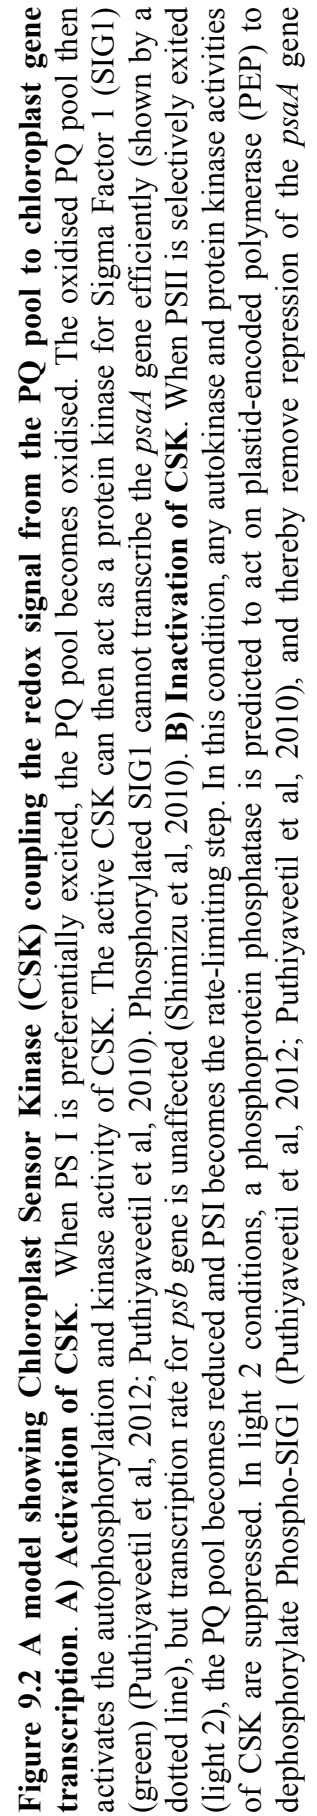 Figure 9.2 A model showing Chloroplast Sensor Kinase (CSK) coupling the redox signal from the PQ pool to chloroplast gene
transcription. A) Activation of CSK. When PS I is preferentially excited, the PQ pool becomes oxidised. The oxidised PQ pool then
activates the autophosphorylation and kinase activity of CSK. The active CSK can then act as a protein kinase for Sigma Factor 1 (SIG1)
(green) (Puthiyaveetil et al, 2012; Puthiyaveetil et al, 2010). Phosphorylated SIG1 cannot transcribe the psaA gene efficiently (shown by a
dotted line), but transcription rate for psb gene is unaffected (Shimizu et al, 2010). B) Inactivation of CSK. When PSII is selectively exited
(light 2), the PQ pool becomes reduced and PSI becomes the rate-limiting step. In this condition, any autokinase and protein kinase activities
of CSK are suppressed. In light 2 conditions, a phosphoprotein phosphatase is predicted to act on plastid-encoded polymerase (PEP) to
dephosphorylate Phospho-SIG1 (Puthiyaveetil et al, 2012; Puthiyaveetil et al, 2010), and thereby remove repression of the psaA gene